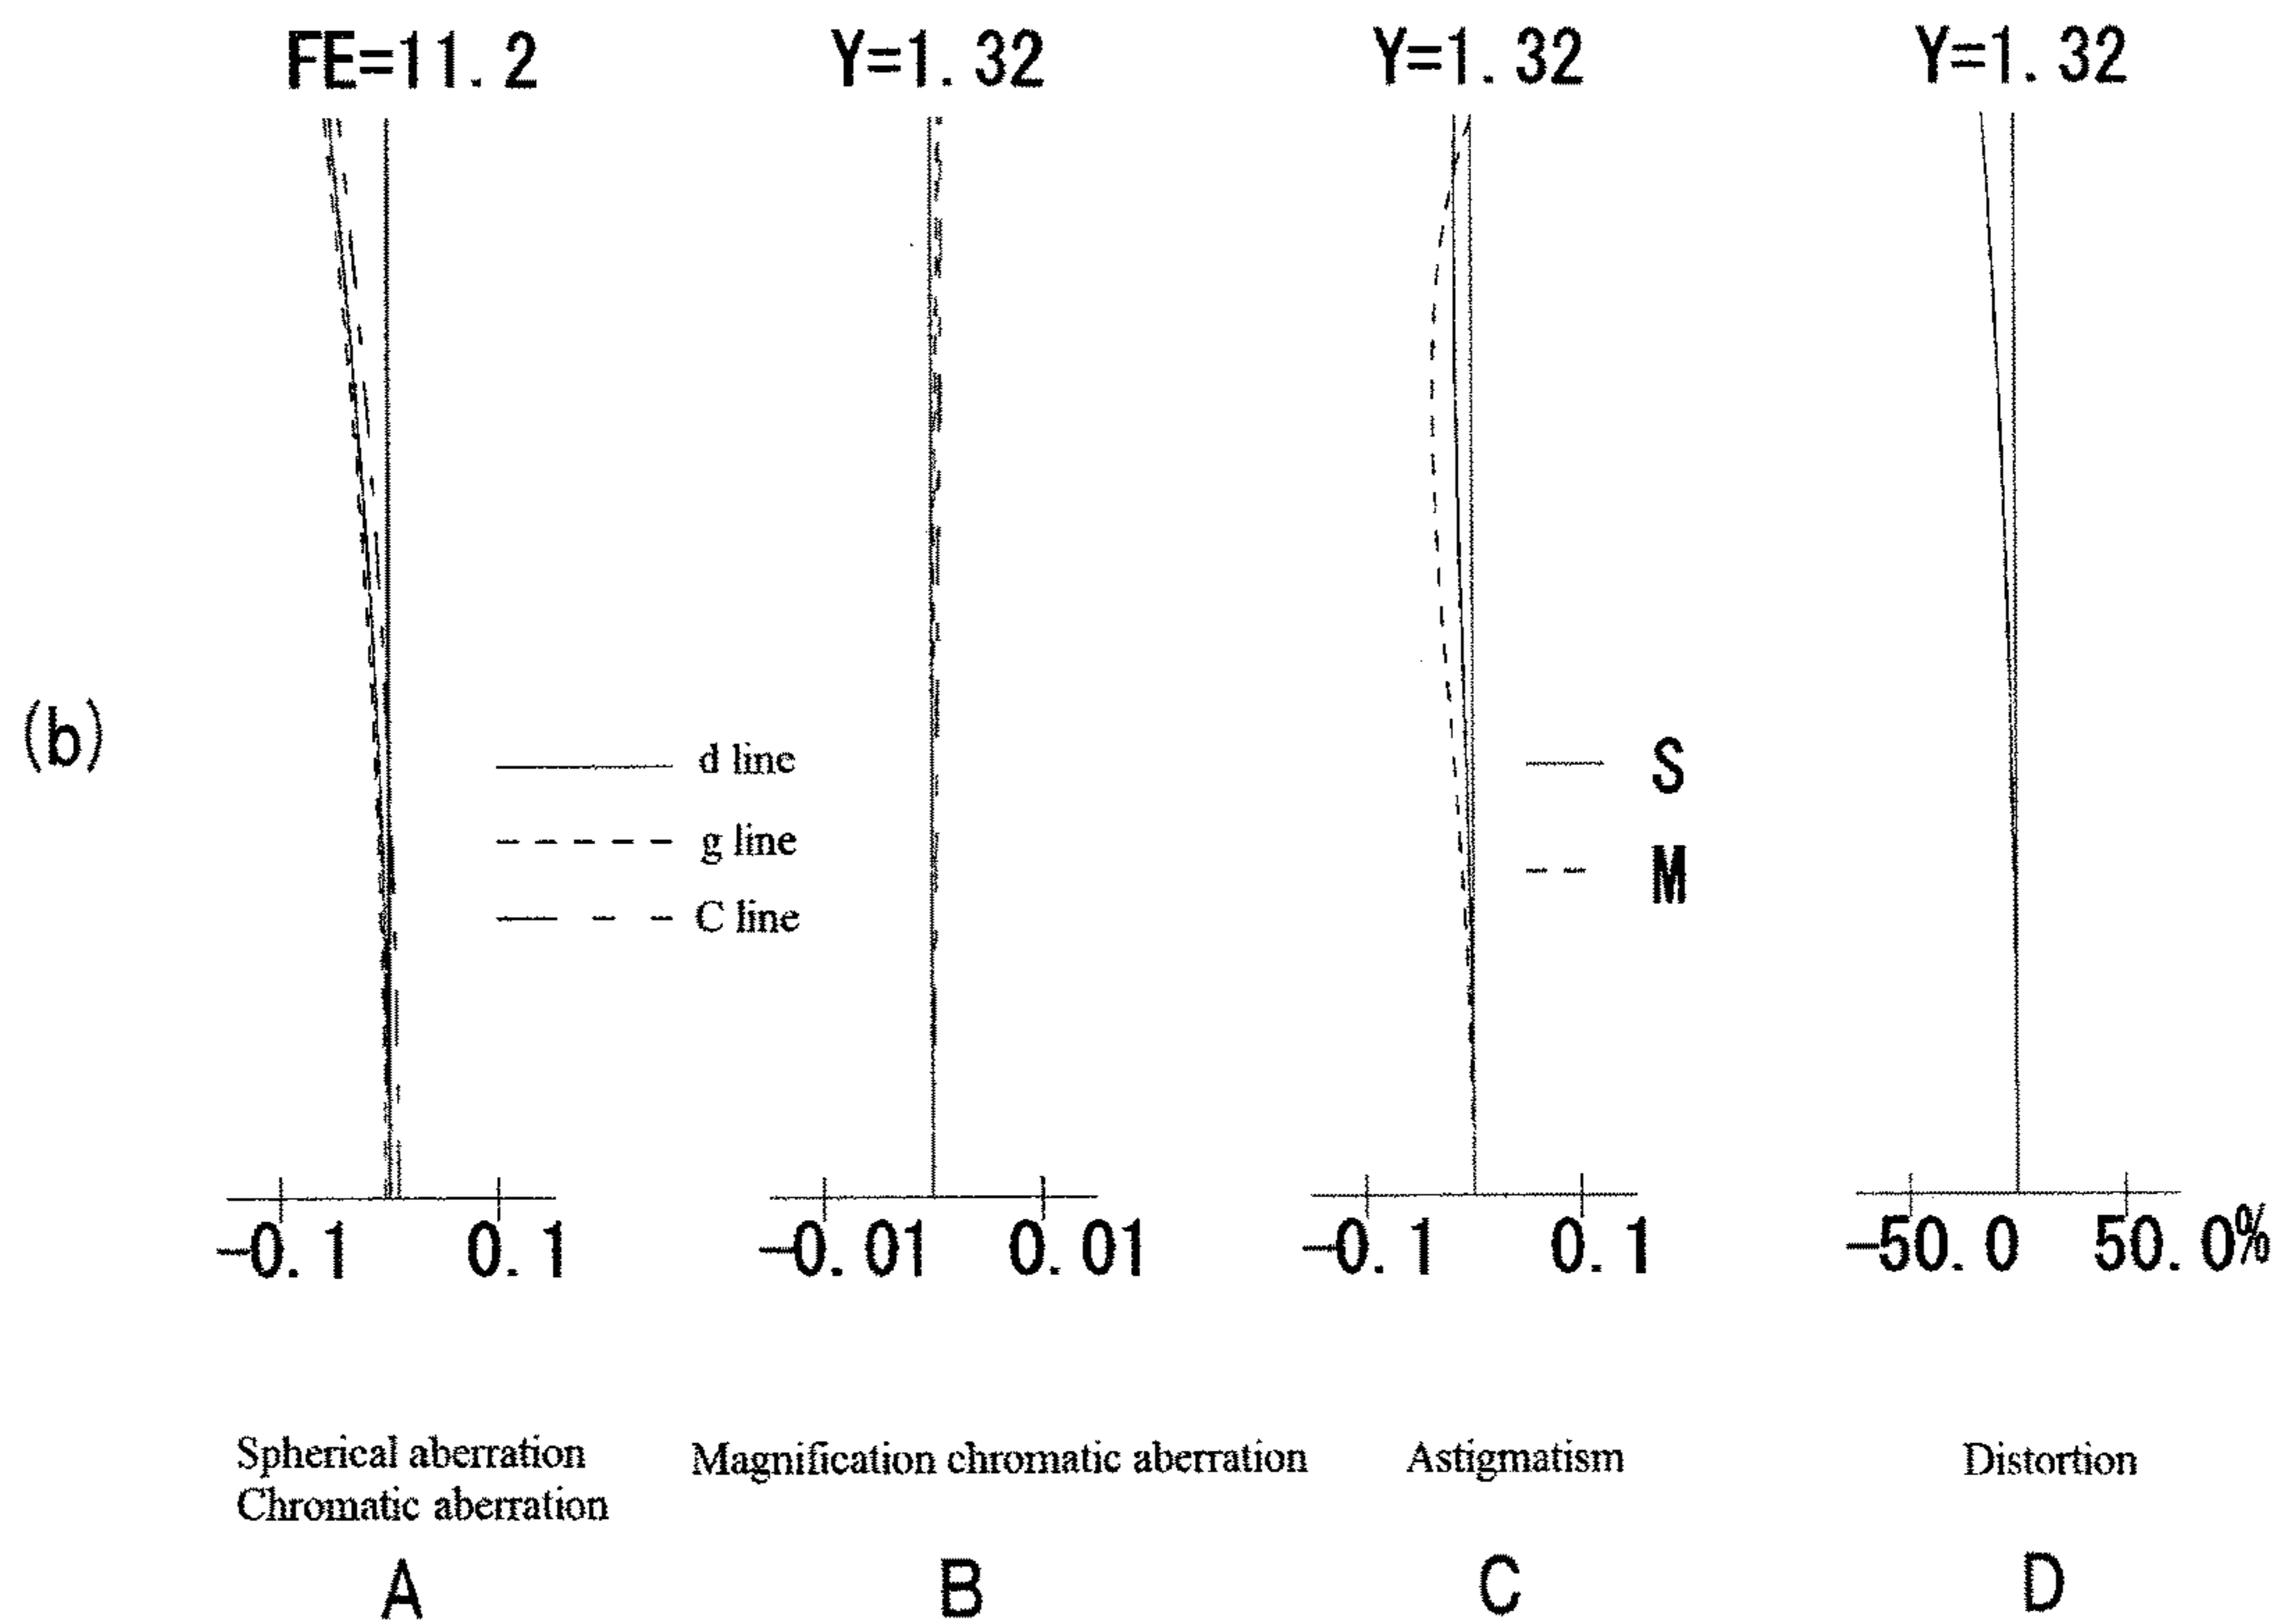 FE=11.2 Y=1.32 Y=1.32 Y=1.32
(b)
d line
g line
C line
S
M
-0.1 0.1 -0.01 0.01 -0.1 0.1 -50.0 50.0%
Spherical aberration
Chromatic aberration
Magnification chromatic aberration
Astigmatism
Distortion
A B C D